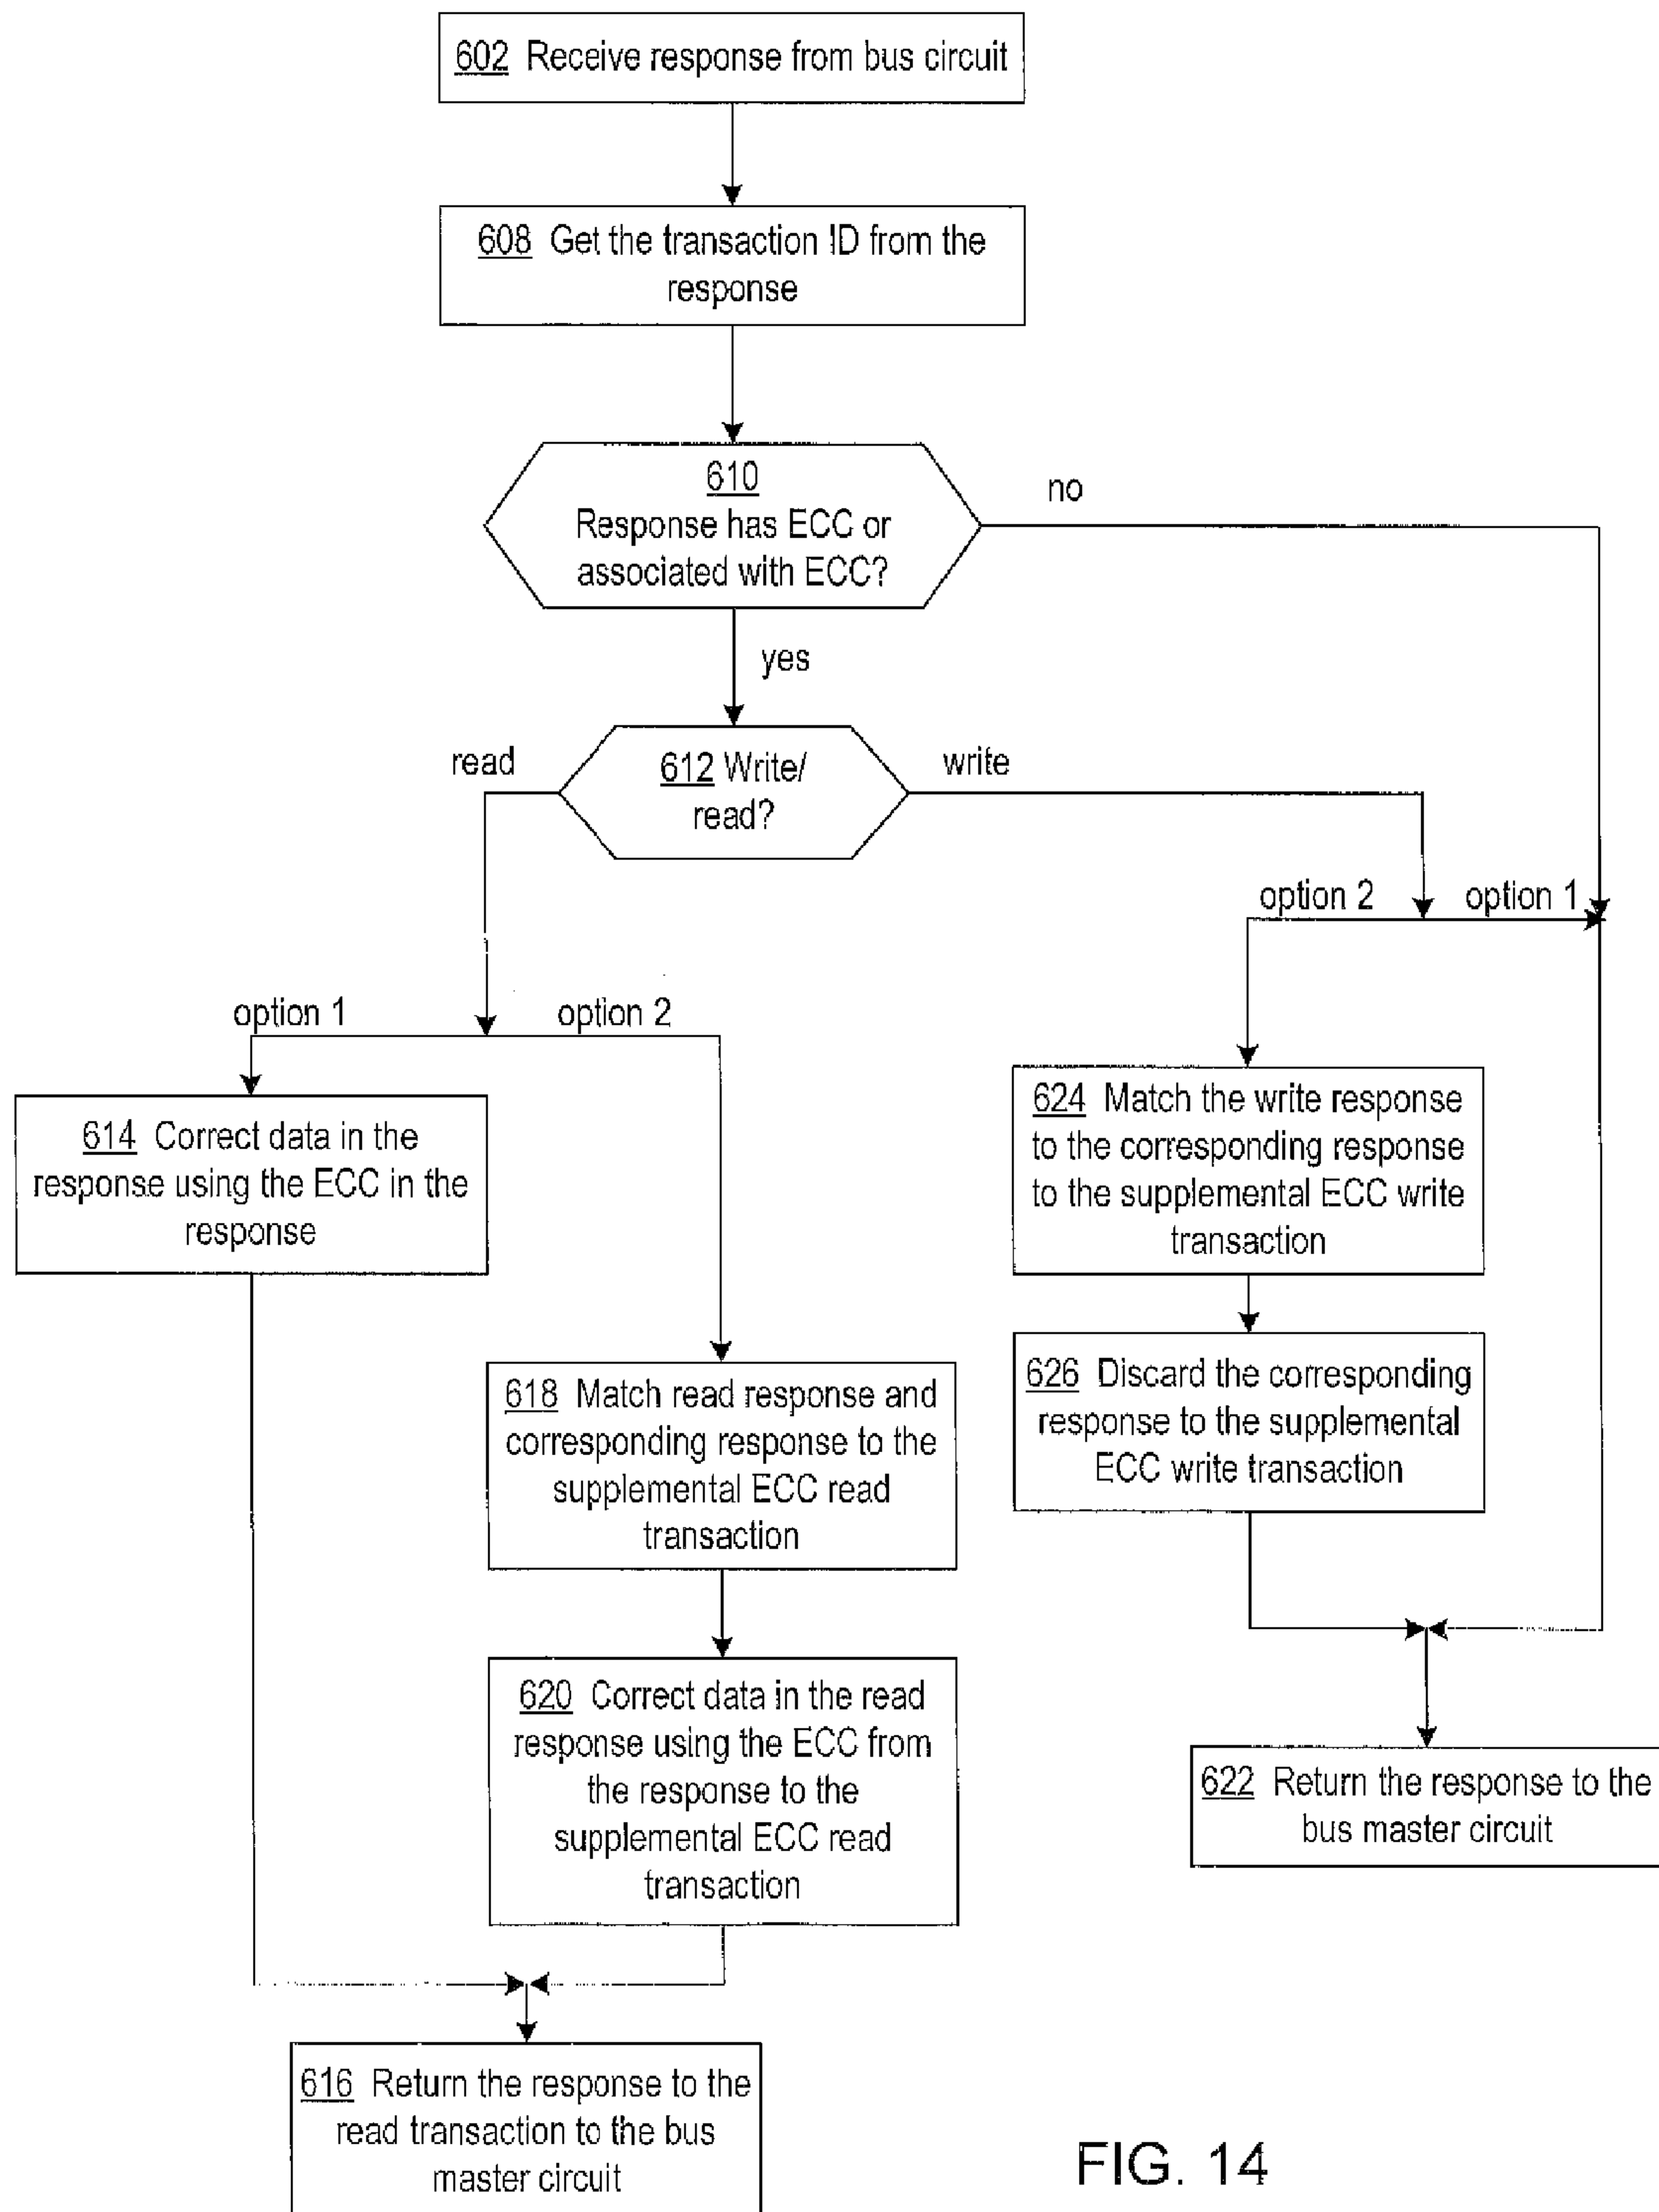 602 Receive response from bus circuit
608 Get the transaction ID from the
response
610
Response has ECC or
associated with ECC?
no
yes
read
612 Write/
read?
write
option 2
option 1
option 1
option 2
614 Correct data in the
response using the ECC in the
response
624 Match the write response
to the corresponding response
to the supplemental ECC write
transaction
618 Match read response and
corresponding response to the
supplemental ECC read
transaction
626 Discard the corresponding
response to the supplemental
ECC write transaction
620 Correct data in the read
response using the ECC from
the response to the
supplemental ECC read
transaction
622 Return the response to the
bus master circuit
616 Return the response to the
read transaction to the bus
master circuit
FIG. 14